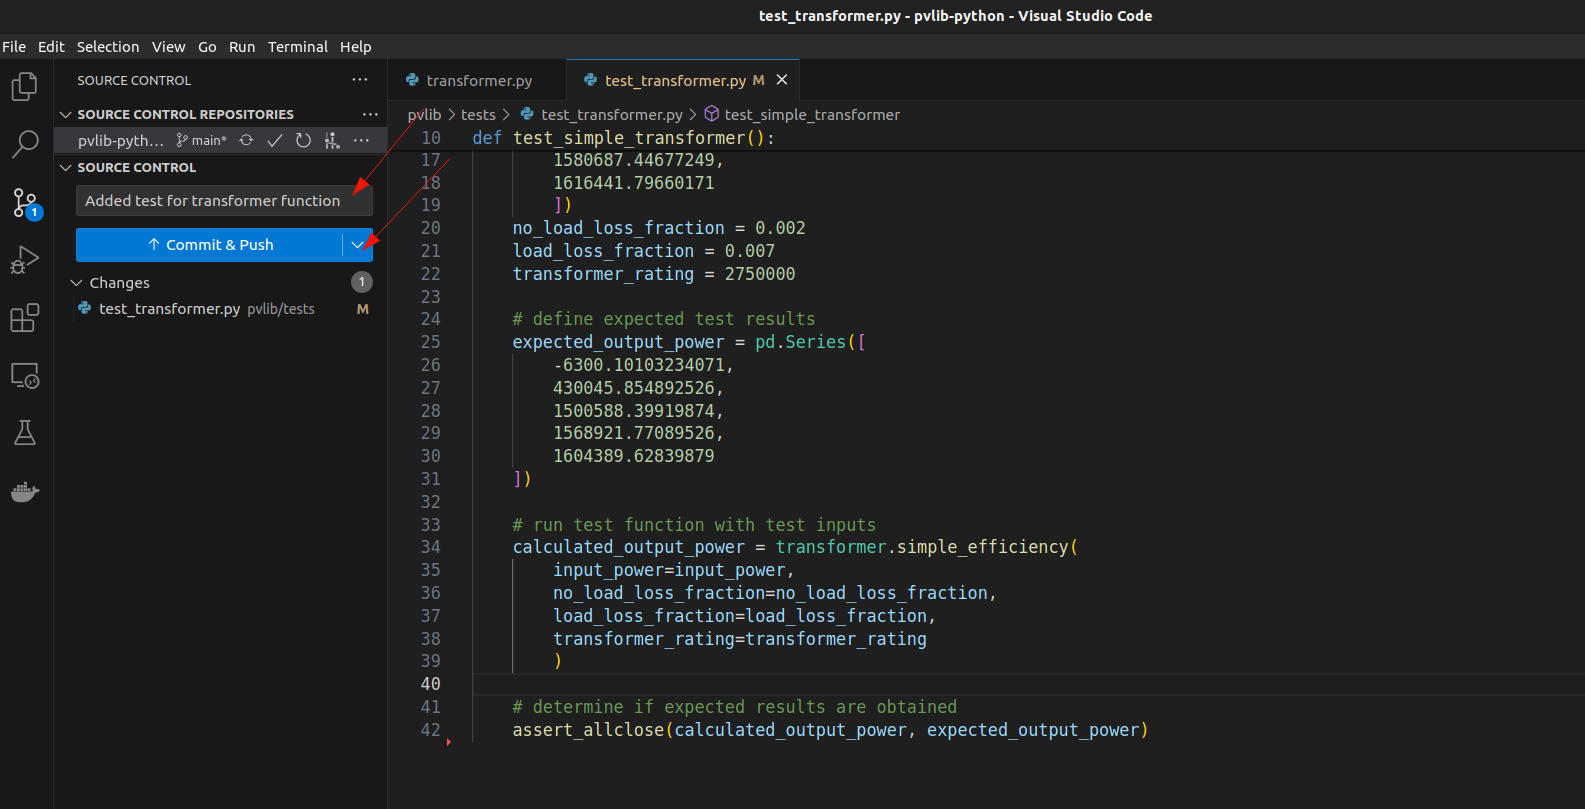 test_transformer.py - pvlib-python - Visual Studio Code
File Edit Selection View Go Run Terminal Help
SOURCE CONTROL ...
SOURCE CONTROL REPOSITORIES ...
pvlib-pyth... main* ...
SOURCE CONTROL
Added test for transformer function
Commit & Push
Changes 1
test_transformer.py pvlib/tests M
1
transformer.py
test_transformer.py M
pvlib > tests > test_transformer.py > test_simple_transformer
10 def test_simple_transformer():
17 1580687.44677249,
18 1616441.79660171
19 ])
20 no_load_loss_fraction = 0.002
21 load_loss_fraction = 0.007
22 transformer_rating = 2750000
23
24 # define expected test results
25 expected_output_power = pd.Series([
26 -6300.10103234071,
27 430045.854892526,
28 1500588.39919874,
29 1568921.77089526,
30 1604389.62839879
31 ])
32
33 # run test function with test inputs
34 calculated_output_power = transformer.simple_efficiency(
35 input_power=input_power,
36 no_load_loss_fraction=no_load_loss_fraction,
37 load_loss_fraction=load_loss_fraction,
38 transformer_rating=transformer_rating
39 )
40
41 # determine if expected results are obtained
42 assert_allclose(calculated_output_power, expected_output_power)